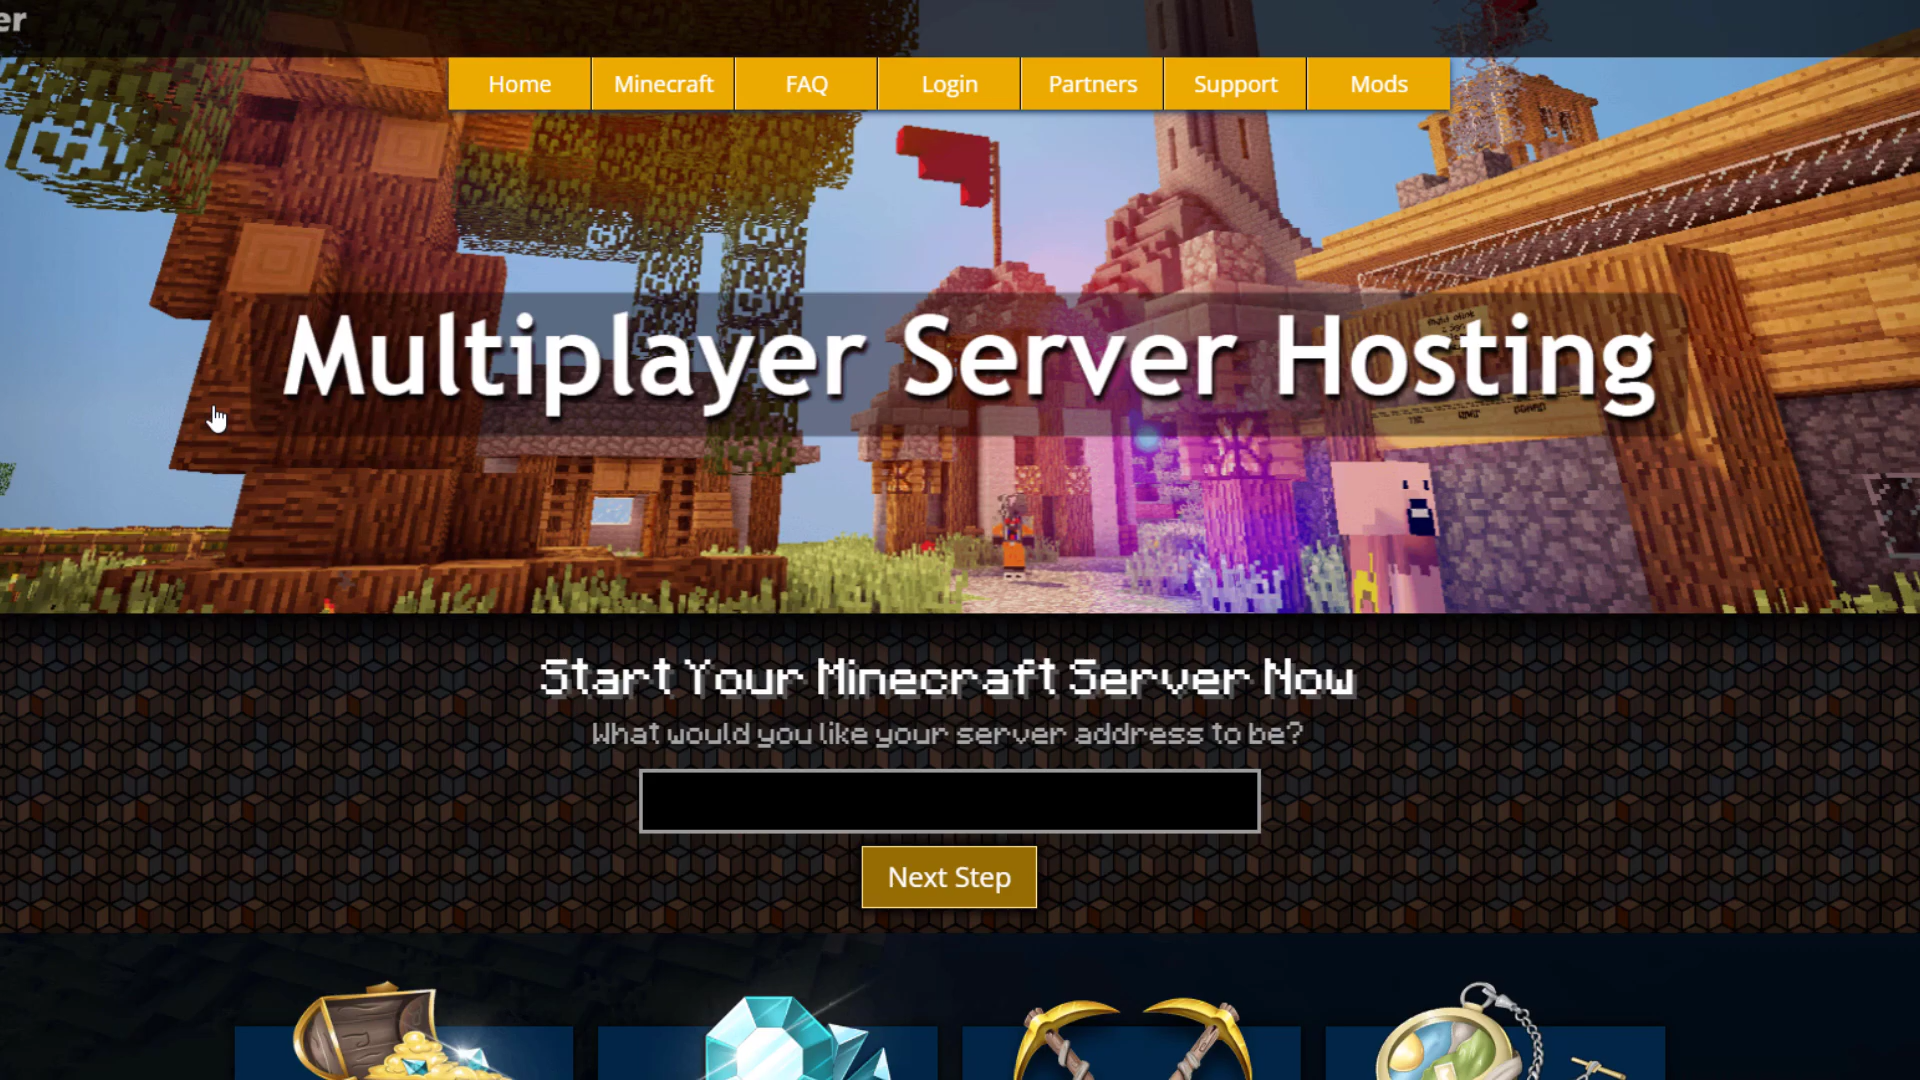 er
Home Minecraft FAQ Login Partners Support Mods
Multiplayer Server Hosting
Start Your Minecraft Server Now
What would you like your server address to be?
Next Step